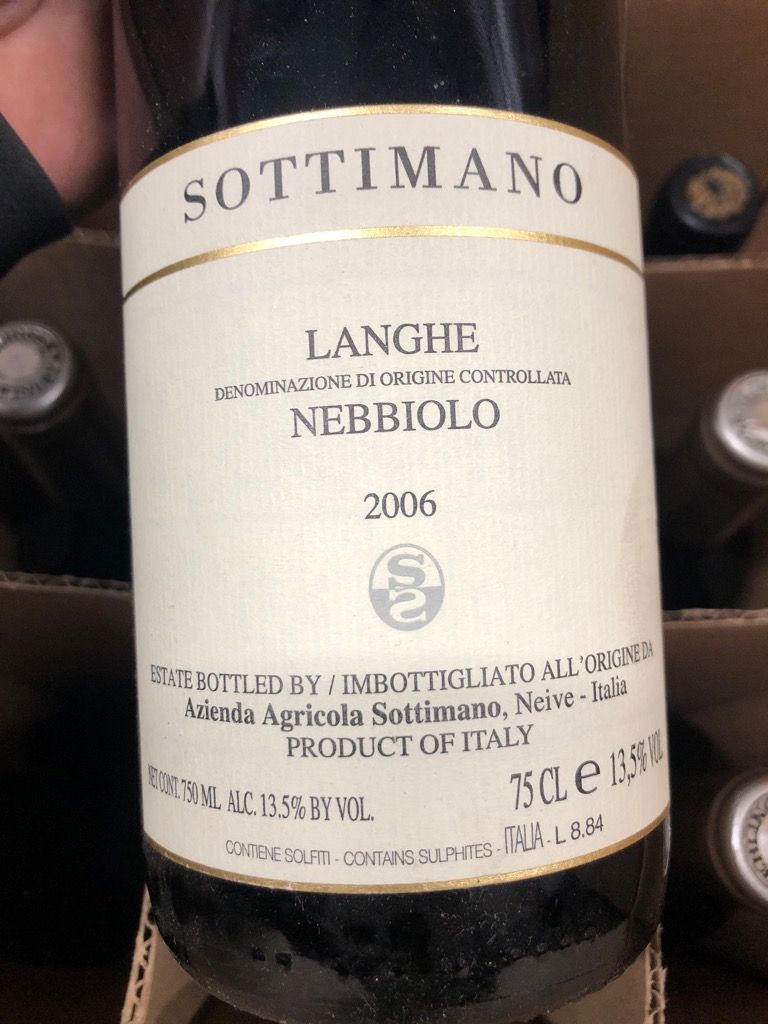 SOTTIMANO
LANGHE
DENOMINAZIONE DI ORIGINE CONTROLLATA
NEBBIOLO
2006
SS
ESTATE BOTTLED BY / IMBOTTIGLIATO ALL'ORIGINE DA
Azienda Agricola Sottimano, Neive - Italia
PRODUCT OF ITALY
NET CONT. 750 ML ALC. 13.5% BY VOL.
75 CL e 13,5% VOL
CONTIENE SOLFITI - CONTAINS SULPHITES - ITALIA - L 8.84